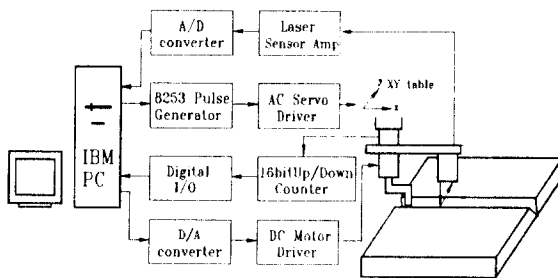 A/D
converter
Laser
Sensor Amp
8253 Pulse
Generator
AC Servo
Driver
y XY table
x
IBM
PC
Digital
I/O
16bitUp/Down
Counter
D/A
converter
DC Motor
Driver